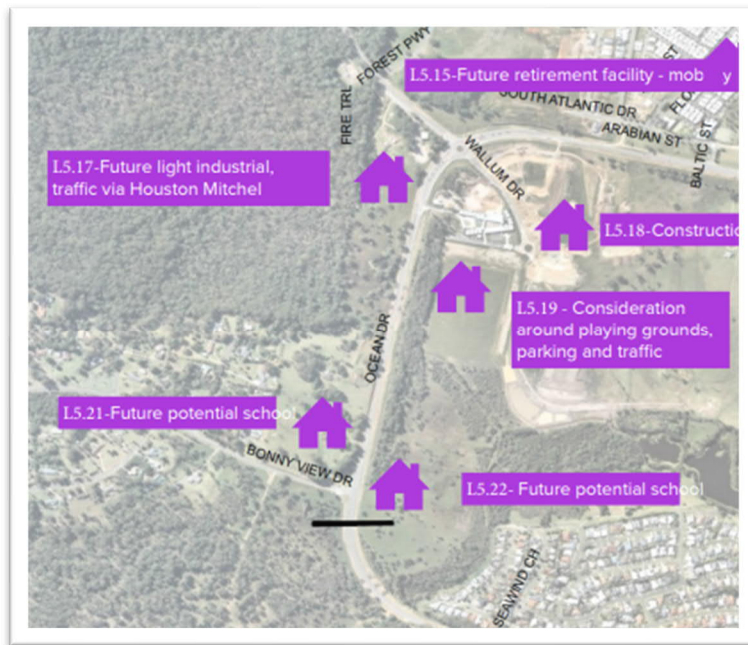 FOREST PWY
L5.15-Future retirement facility - mob y
SOUTH ATLANTIC DR
ST
FIRE TRL
ARABIAN ST
BALTIC ST
WALLUM DR
L5.17-Future light industrial,
traffic via Houston Mitchel
L5.18-Constructio
L5.19 - Consideration
around playing grounds,
parking and traffic
OCEAN DR
L5.21-Future potential school
BONNY VIEW DR
L5.22- Future potential school
SEAWIND CH